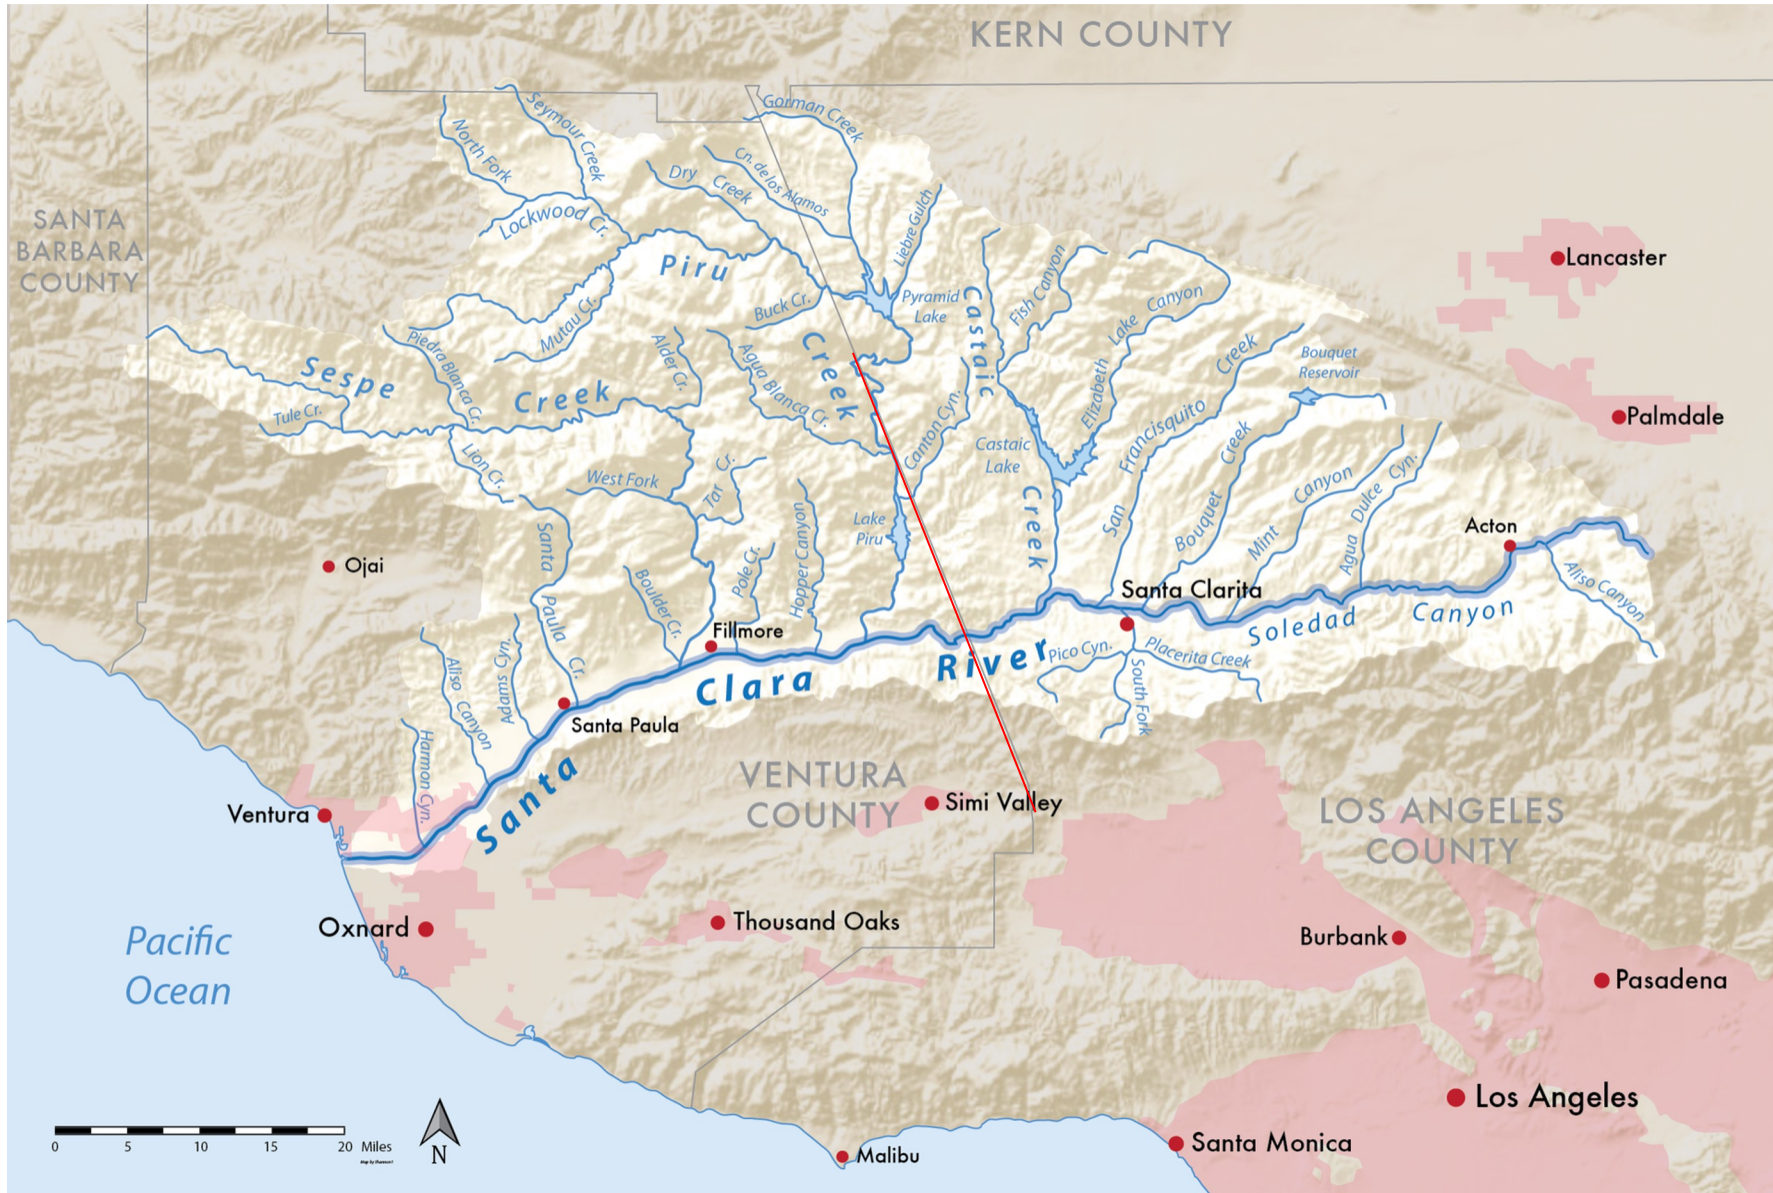 KERN COUNTY
Gorman Creek
Seymour Creek
North Fork
Cn. de los Alamos
Dry Creek
Liebre Gulch
SANTA
BARBARA
COUNTY
Lockwood Cr.
Piru
Creek
Fish Canyon
Lancaster
Pyramid
Lake
Castaic
Creek
Elizabeth Lake Canyon
Buck Cr.
Mutau Cr.
Piedra Blanca Cr.
Alder Cr.
Agua Blanca Cr.
San Francisquito Creek
Bouquet
Reservoir
Sespe
Creek
Tule Cr.
Canton Cyn.
Palmdale
Castaic
Lake
Bouquet Creek
Lion Cr.
West Fork
Tar Cr.
Mint Canyon
Agua Dulce Cyn.
Lake
Piru
Hopper Canyon
Santa Paula Cr.
Acton
Ojai
Pole Cr.
Boulder Cr.
Santa Clarita
Aliso Canyon
Soledad Canyon
Fillmore
Pico Cyn.
Placerita Creek
South Fork
Santa Clara River
Adams Cyn.
Aliso Canyon
Santa Paula
Harmon Cyn.
VENTURA
COUNTY
Simi Valley
LOS ANGELES
COUNTY
Ventura
Oxnard
Thousand Oaks
Burbank
Pacific
Ocean
Pasadena
Los Angeles
0 5 10 15 20 Miles
N
Santa Monica
Malibu